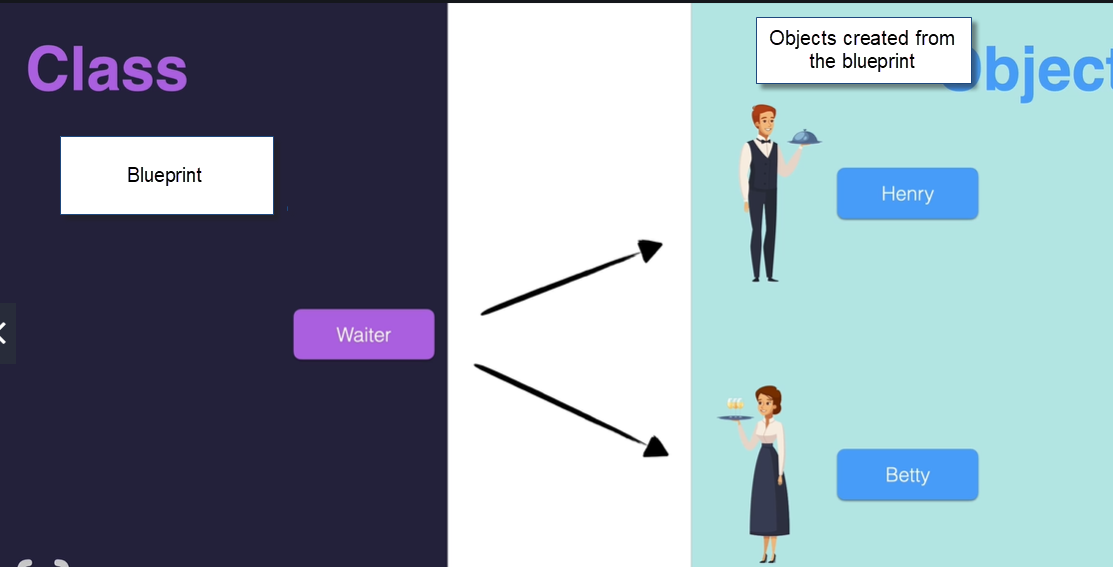 Class
Blueprint
Waiter
Objects created from
the blueprint
Henry
Betty